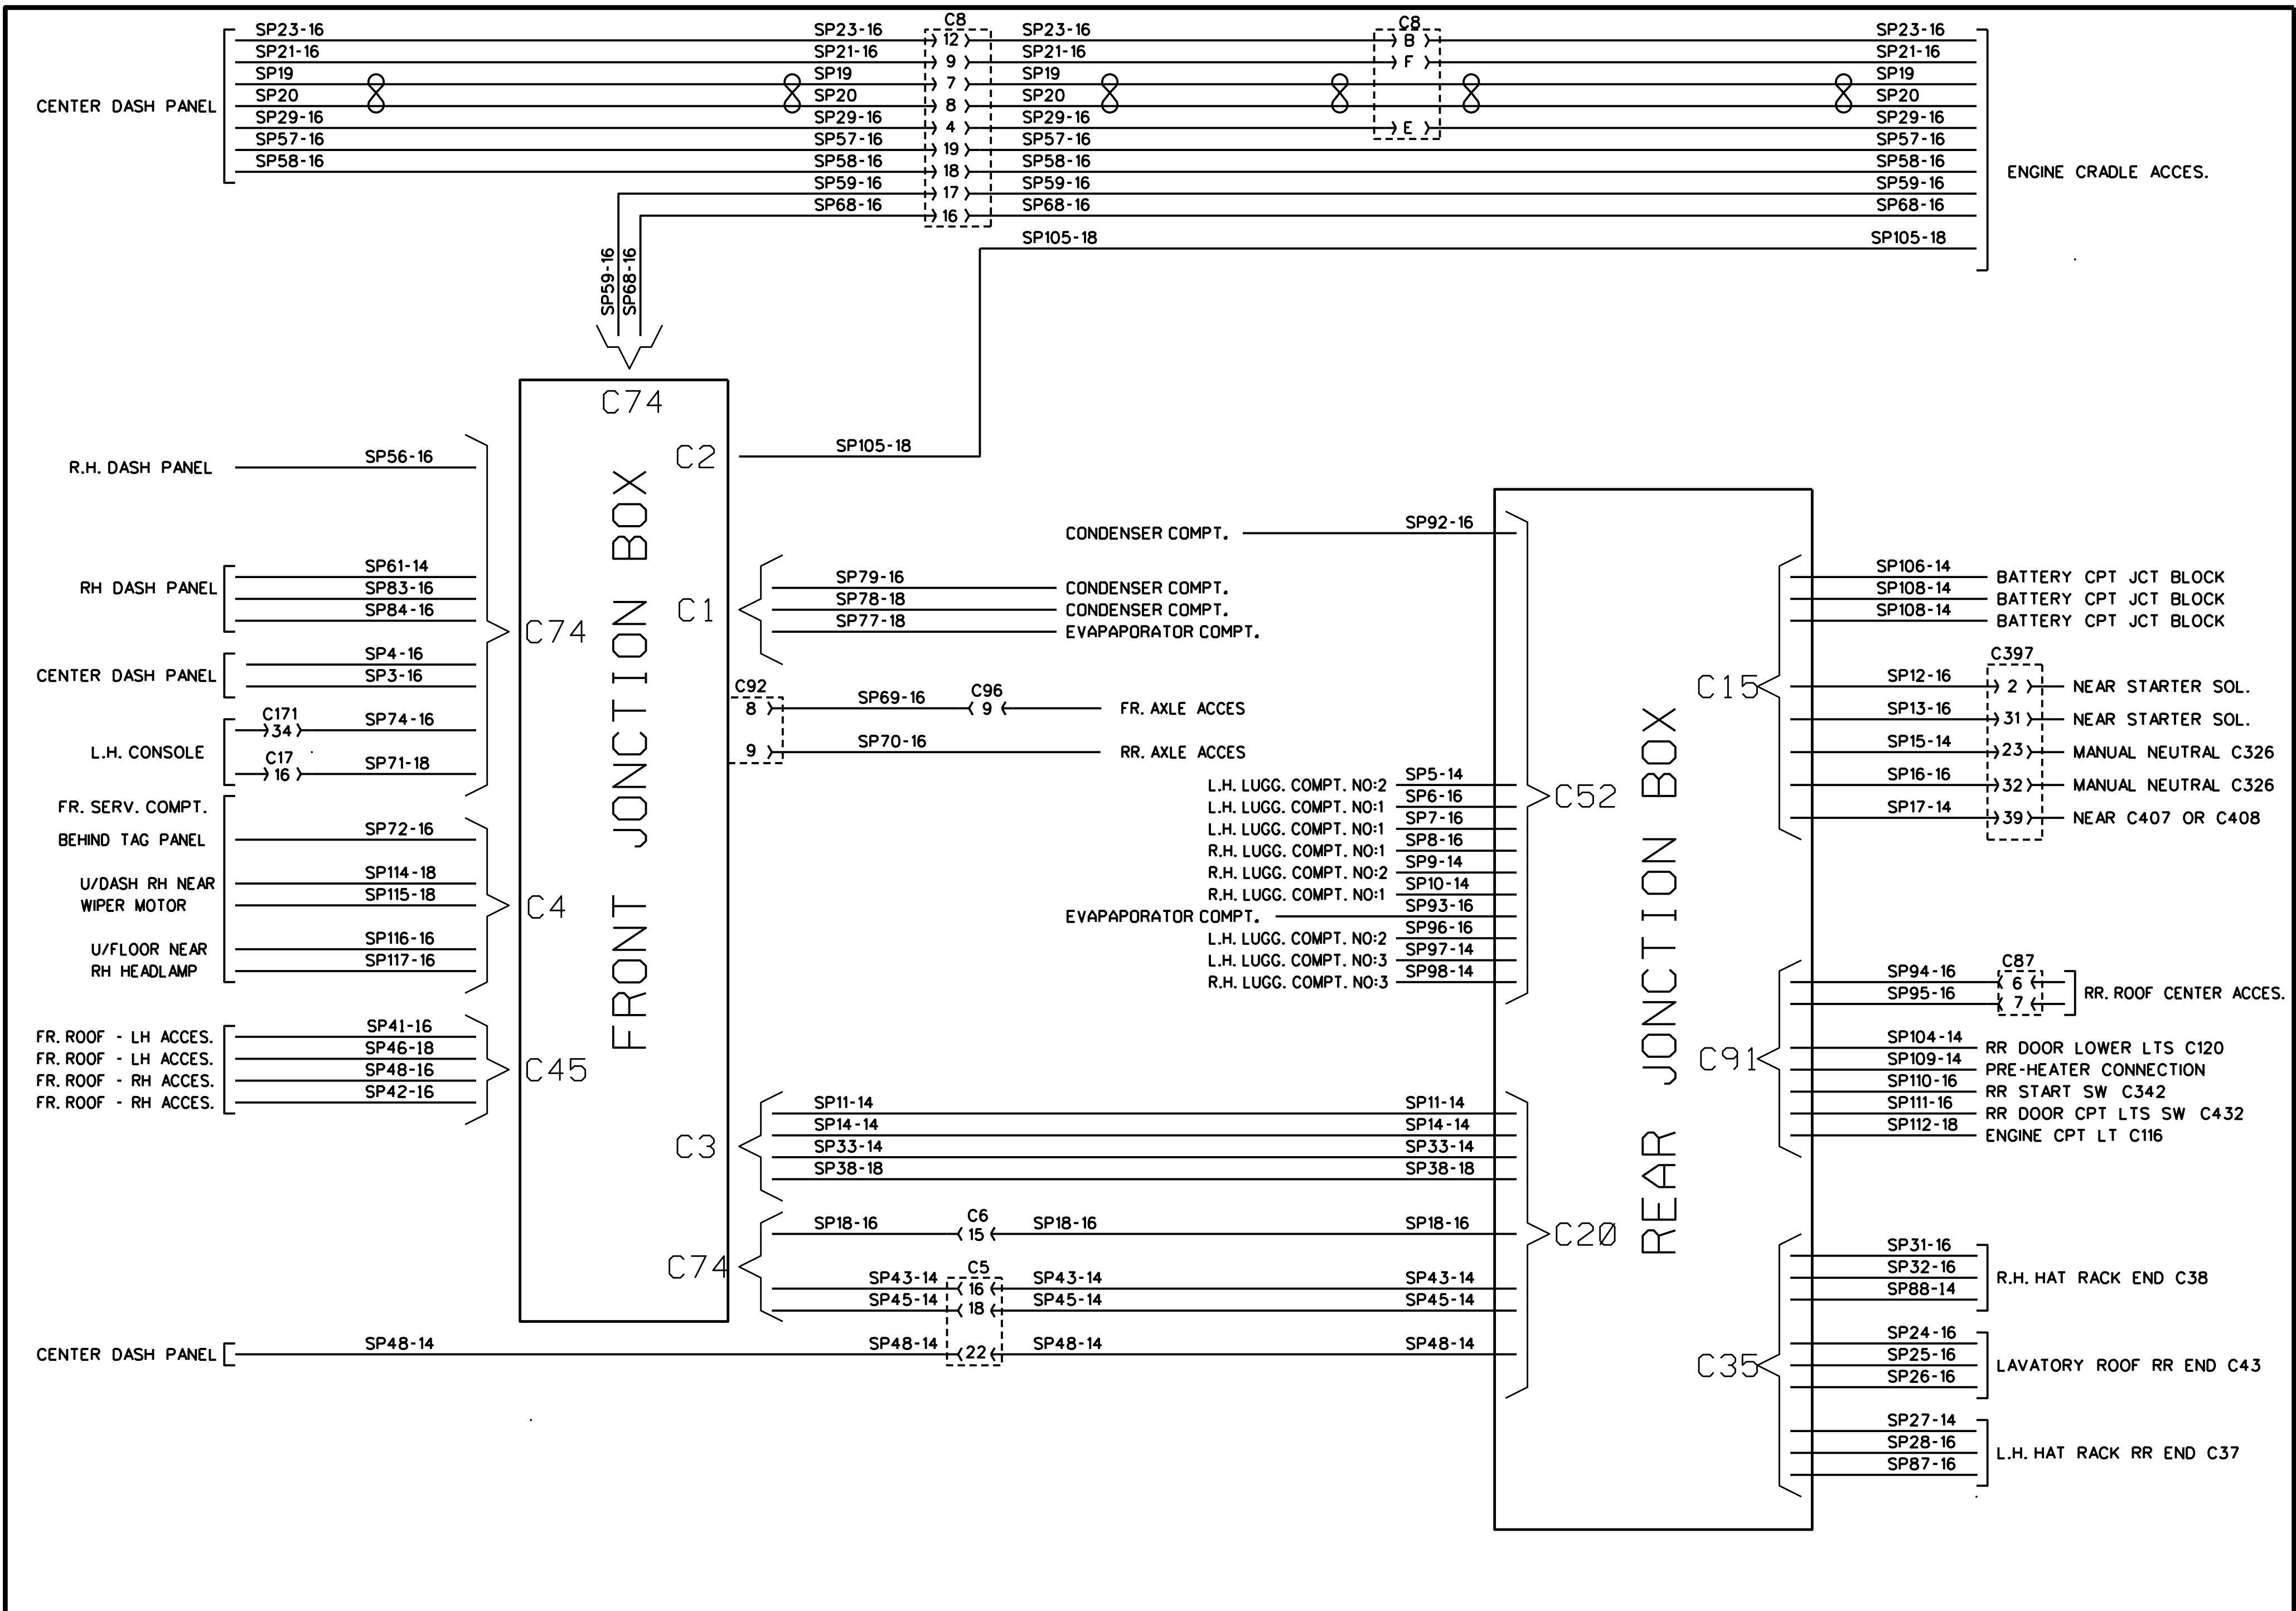 C8 C8
SP23-16 SP23-16 12 SP23-16 B SP23-16
SP21-16 SP21-16 9 SP21-16 F SP21-16
SP19 SP19 7 SP19 SP19
CENTER DASH PANEL SP20 SP20 8 SP20 SP20
SP29-16 SP29-16 4 SP29-16 E SP29-16
SP57-16 SP57-16 19 SP57-16 SP57-16
SP58-16 SP58-16 18 SP58-16 SP58-16
ENGINE CRADLE ACCES.
SP59-16 17 SP59-16 SP59-16
SP68-16 16 SP68-16 SP68-16
SP105-18 SP105-18
SP59-16
SP68-16
C74
C2 SP105-18
FRONT JONCTION BOX
R.H. DASH PANEL SP56-16
RH DASH PANEL
SP61-14
SP83-16
SP84-16
C74
CENTER DASH PANEL
SP4-16
SP3-16
L.H. CONSOLE
C171
34 SP74-16
C17
16 SP71-18
FR. SERV. COMPT.
BEHIND TAG PANEL SP72-16
U/DASH RH NEAR SP114-18
WIPER MOTOR SP115-18
C4
U/FLOOR NEAR SP116-16
RH HEADLAMP SP117-16
FR. ROOF - LH ACCES. SP41-16
FR. ROOF - LH ACCES. SP46-18
FR. ROOF - RH ACCES. SP48-16
FR. ROOF - RH ACCES. SP42-16
C45
C1
SP79-16 CONDENSER COMPT.
SP78-18 CONDENSER COMPT.
SP77-18 EVAPAPORATOR COMPT.
C92 C96
8 SP69-16 9 FR. AXLE ACCES
9 SP70-16 RR. AXLE ACCES
C3
SP11-14 SP11-14
SP14-14 SP14-14
SP33-14 SP33-14
SP38-18 SP38-18
C74
C6
SP18-16 15 SP18-16 SP18-16
C5
SP43-14 16 SP43-14 SP43-14
SP45-14 18 SP45-14 SP45-14
CENTER DASH PANEL SP48-14 SP48-14 22 SP48-14 SP48-14
C20
REAR JONCTION BOX
CONDENSER COMPT. SP92-16
L.H. LUGG. COMPT. NO:2 SP5-14
L.H. LUGG. COMPT. NO:1 SP6-16
L.H. LUGG. COMPT. NO:1 SP7-16
R.H. LUGG. COMPT. NO:1 SP8-16
R.H. LUGG. COMPT. NO:2 SP9-14
R.H. LUGG. COMPT. NO:1 SP10-14
EVAPAPORATOR COMPT. SP93-16
L.H. LUGG. COMPT. NO:2 SP96-16
L.H. LUGG. COMPT. NO:3 SP97-14
R.H. LUGG. COMPT. NO:3 SP98-14
C52
C15
SP106-14 BATTERY CPT JCT BLOCK
SP108-14 BATTERY CPT JCT BLOCK
SP108-14 BATTERY CPT JCT BLOCK
C397
SP12-16 2 NEAR STARTER SOL.
SP13-16 31 NEAR STARTER SOL.
SP15-14 23 MANUAL NEUTRAL C326
SP16-16 32 MANUAL NEUTRAL C326
SP17-14 39 NEAR C407 OR C408
C91
C87
SP94-16 6
SP95-16 7
RR. ROOF CENTER ACCES.
SP104-14 RR DOOR LOWER LTS C120
SP109-14 PRE-HEATER CONNECTION
SP110-16 RR START SW C342
SP111-16 RR DOOR CPT LTS SW C432
SP112-18 ENGINE CPT LT C116
C35
SP31-16
SP32-16
SP88-14
R.H. HAT RACK END C38
SP24-16
SP25-16
SP26-16
LAVATORY ROOF RR END C43
SP27-14
SP28-16
SP87-16
L.H. HAT RACK RR END C37